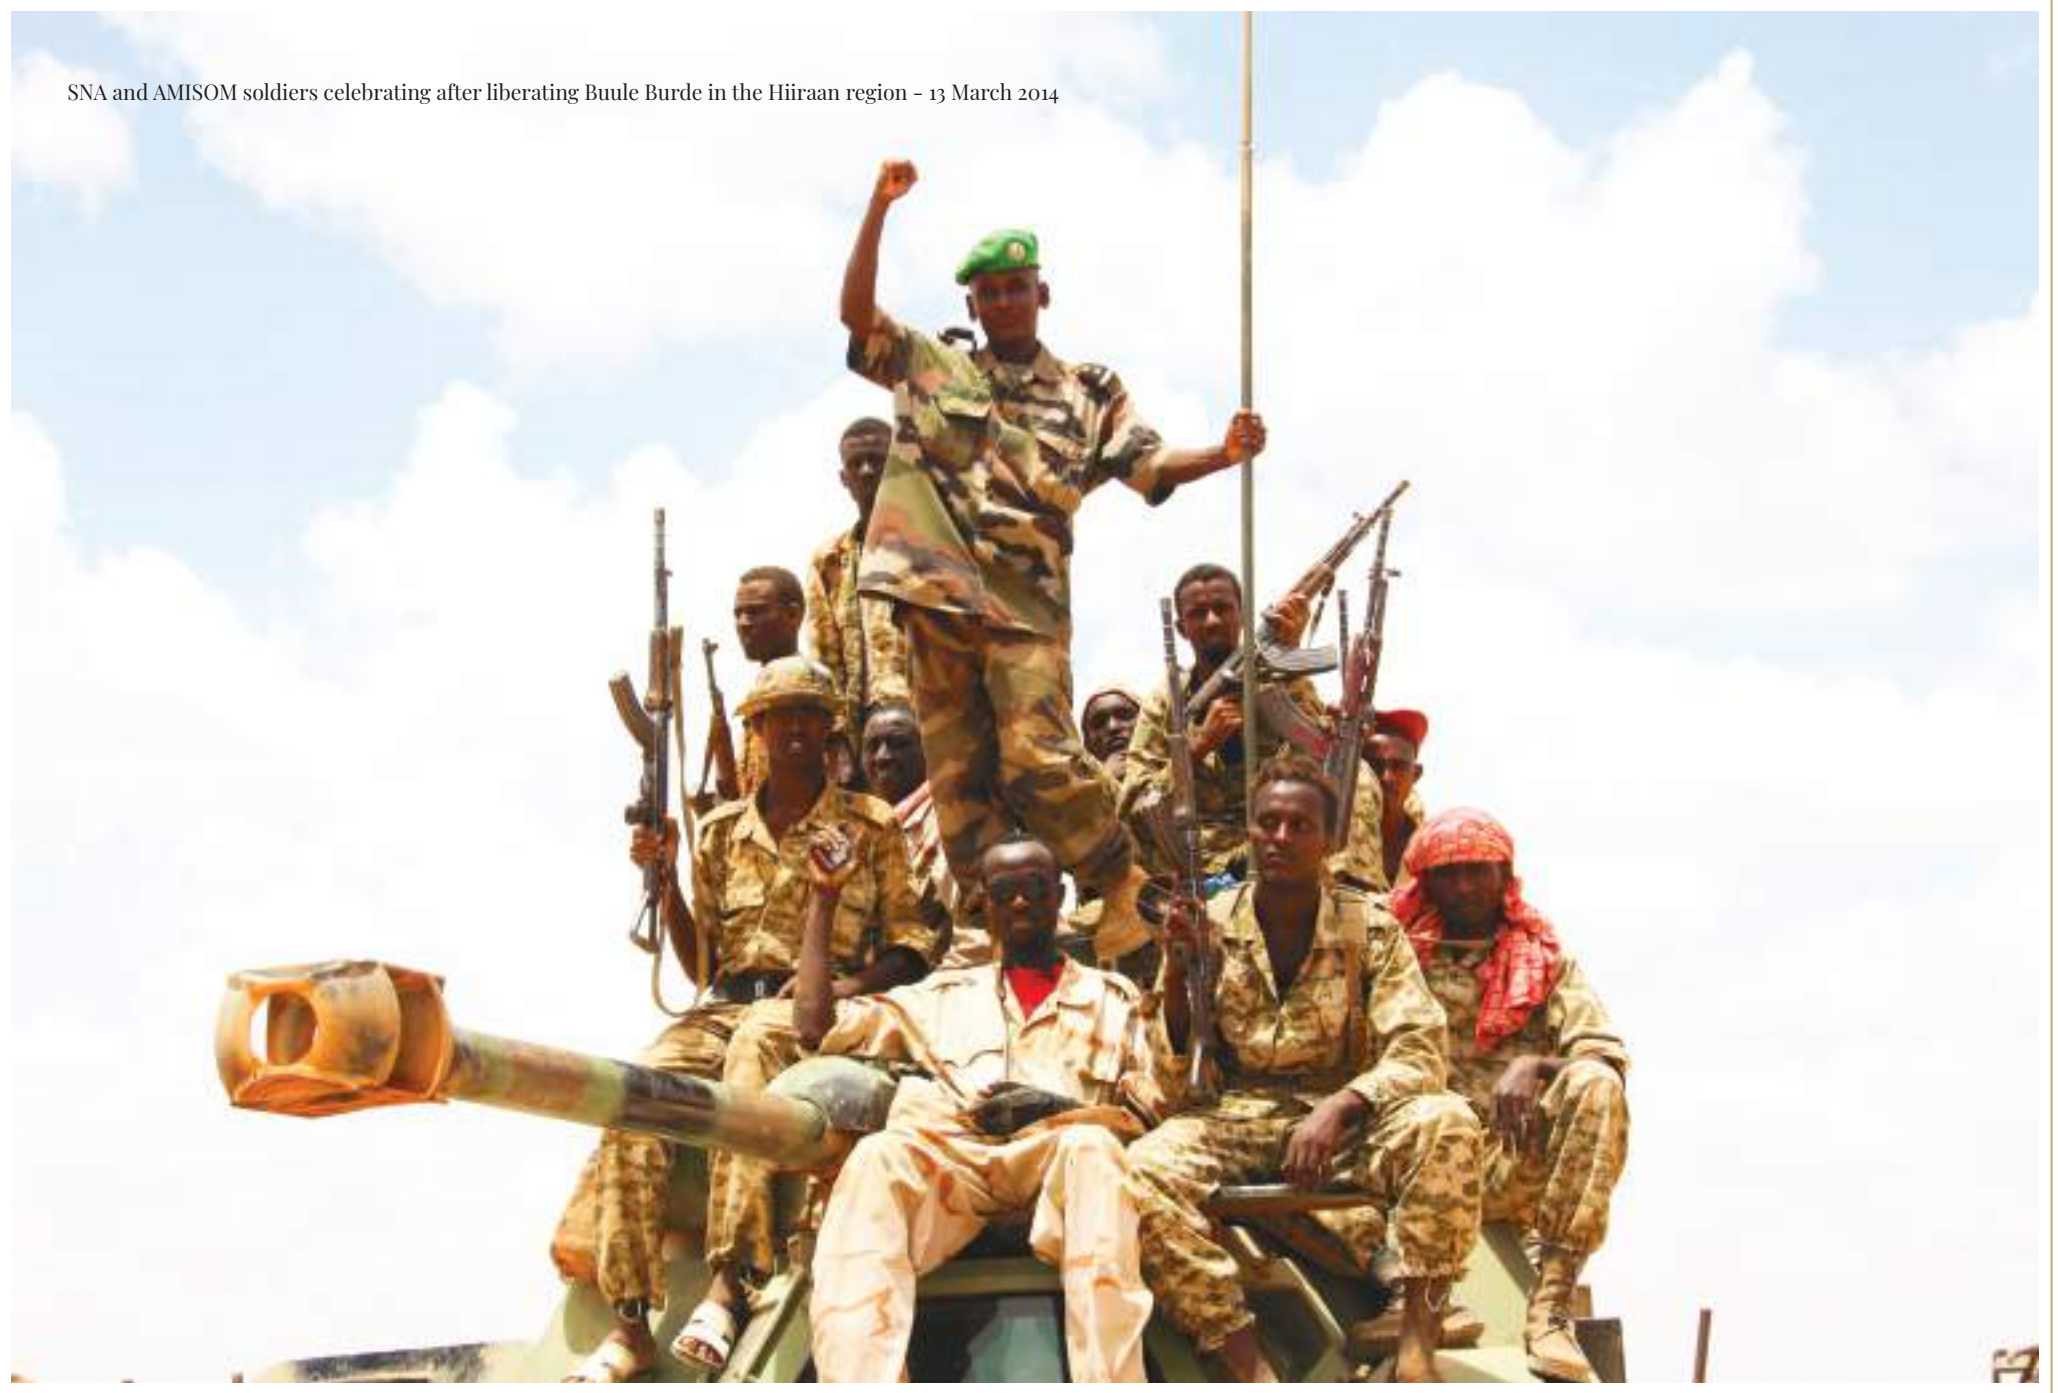 SNA and AMISOM soldiers celebrating after liberating Buule Burde in the Hiiraan region - 13 March 2014